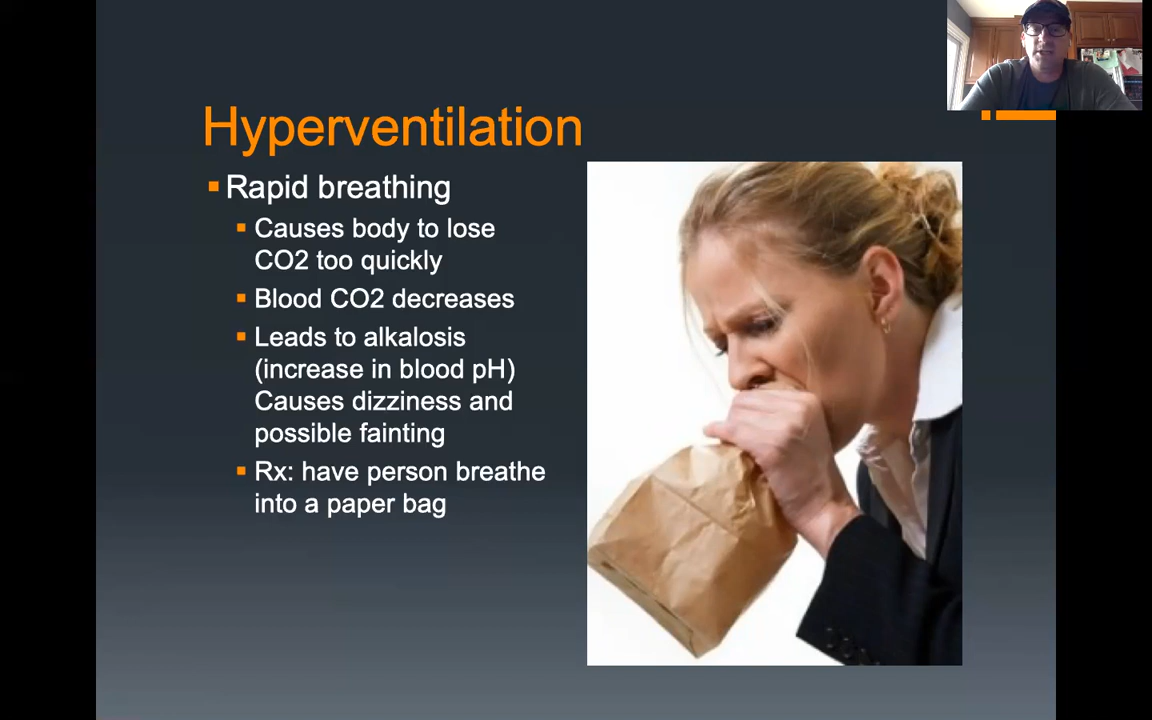 Hyperventilation
Rapid breathing
Causes body to lose
CO2 too quickly
Blood CO2 decreases
Leads to alkalosis
(increase in blood pH)
Causes dizziness and
possible fainting
Rx: have person breathe
into a paper bag